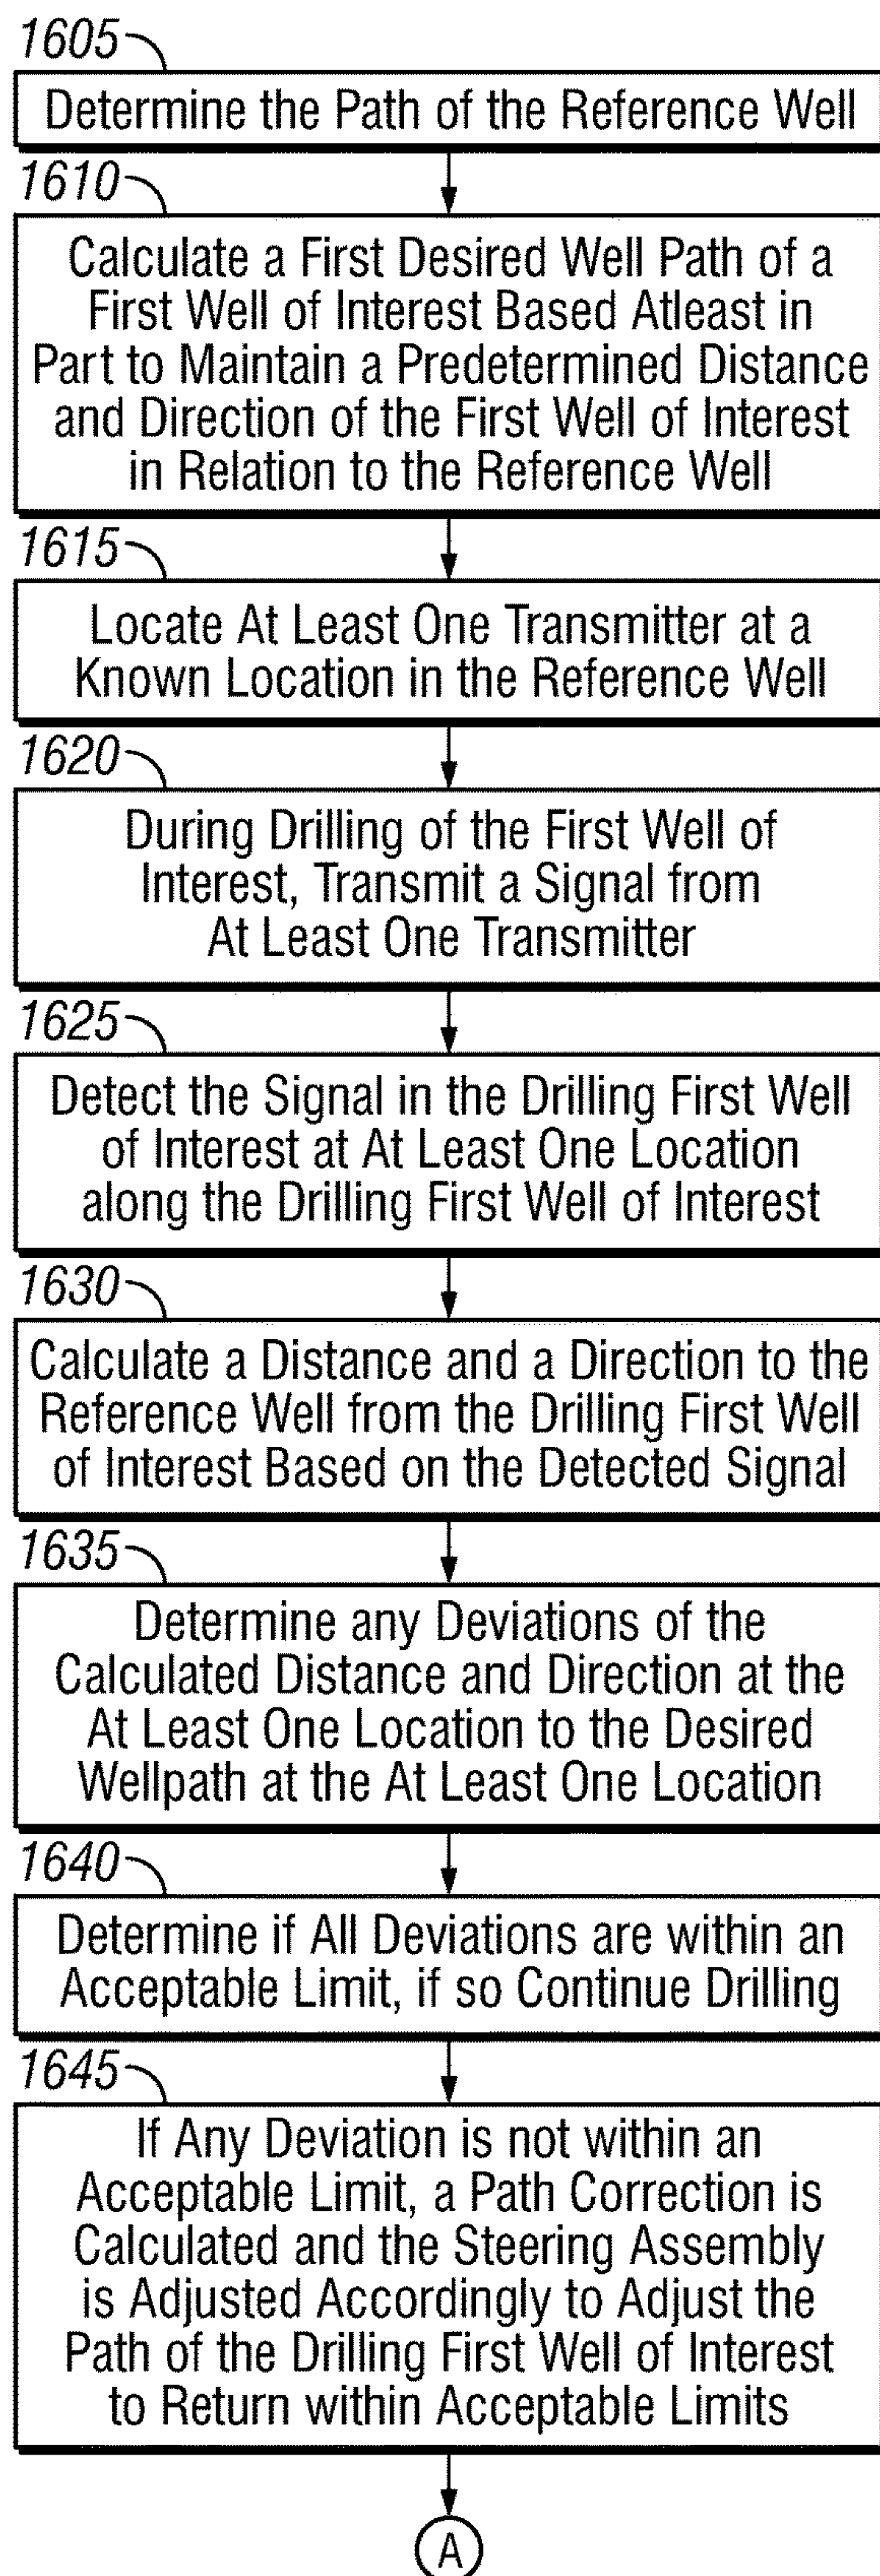 1605
Determine the Path of the Reference Well
1610
Calculate a First Desired Well Path of a
First Well of Interest Based Atleast in
Part to Maintain a Predetermined Distance
and Direction of the First Well of Interest
in Relation to the Reference Well
1615
Locate At Least One Transmitter at a
Known Location in the Reference Well
1620
During Drilling of the First Well of
Interest, Transmit a Signal from
At Least One Transmitter
1625
Detect the Signal in the Drilling First Well
of Interest at At Least One Location
along the Drilling First Well of Interest
1630
Calculate a Distance and a Direction to the
Reference Well from the Drilling First Well
of Interest Based on the Detected Signal
1635
Determine any Deviations of the
Calculated Distance and Direction at the
At Least One Location to the Desired
Wellpath at the At Least One Location
1640
Determine if All Deviations are within an
Acceptable Limit, if so Continue Drilling
1645
If Any Deviation is not within an
Acceptable Limit, a Path Correction is
Calculated and the Steering Assembly
is Adjusted Accordingly to Adjust the
Path of the Drilling First Well of Interest
to Return within Acceptable Limits
A